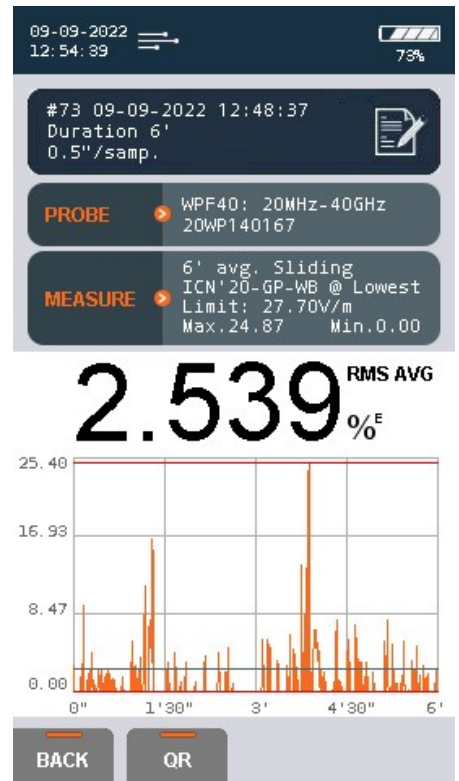 09-09-2022
12:54:39
73%
#73 09-09-2022 12:48:37
Duration 6'
0.5"/samp.
PROBE
WPF40: 20MHz-40GHz
20WP140167
MEASURE
6' avg. Sliding
ICN'20-GP-WB @ Lowest
Limit: 27.70V/m
Max.24.87 Min.0.00
2.539 RMS AVG
%E
25.40
16.93
8.47
0.00
0" 1'30" 3' 4'30" 6'
BACK QR